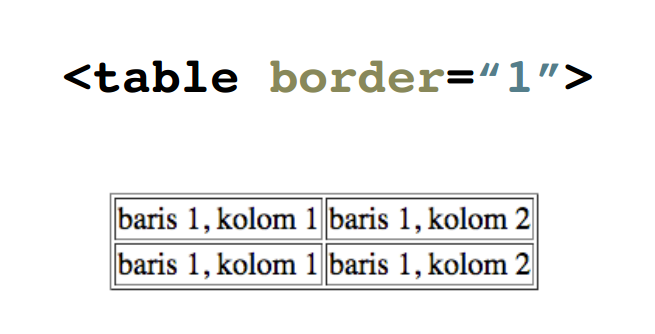 <table border=“1”>
baris 1, kolom 1 baris 1, kolom 2
baris 1, kolom 1 baris 1, kolom 2